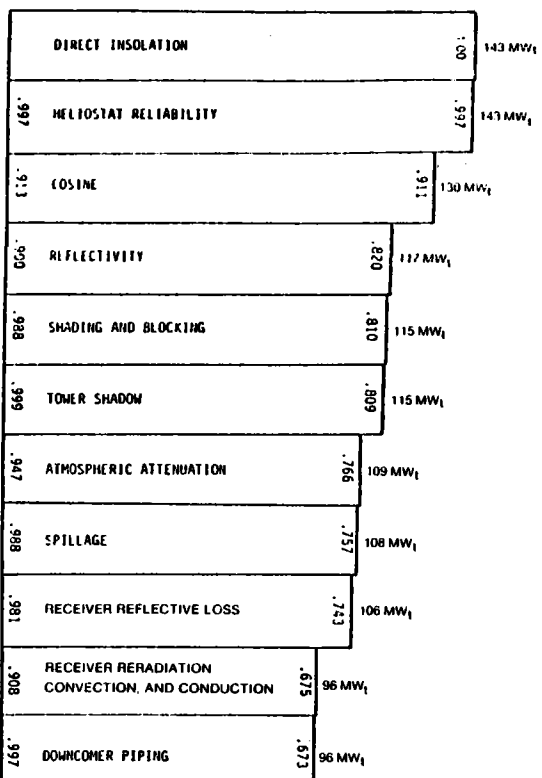 DIRECT INSOLATION 1.00 143 MWt
.997 HELIOSTAT RELIABILITY .997 143 MWt
.913 COSINE .911 130 MWt
.900 REFLECTIVITY .820 117 MWt
.988 SHADING AND BLOCKING .810 115 MWt
.999 TOWER SHADOW .809 115 MWt
.947 ATMOSPHERIC ATTENUATION .766 109 MWt
.988 SPILLAGE .757 108 MWt
.981 RECEIVER REFLECTIVE LOSS .743 106 MWt
.908 RECEIVER RERADIATION
CONVECTION, AND CONDUCTION .675 96 MWt
.997 DOWNCOMER PIPING .673 96 MWt